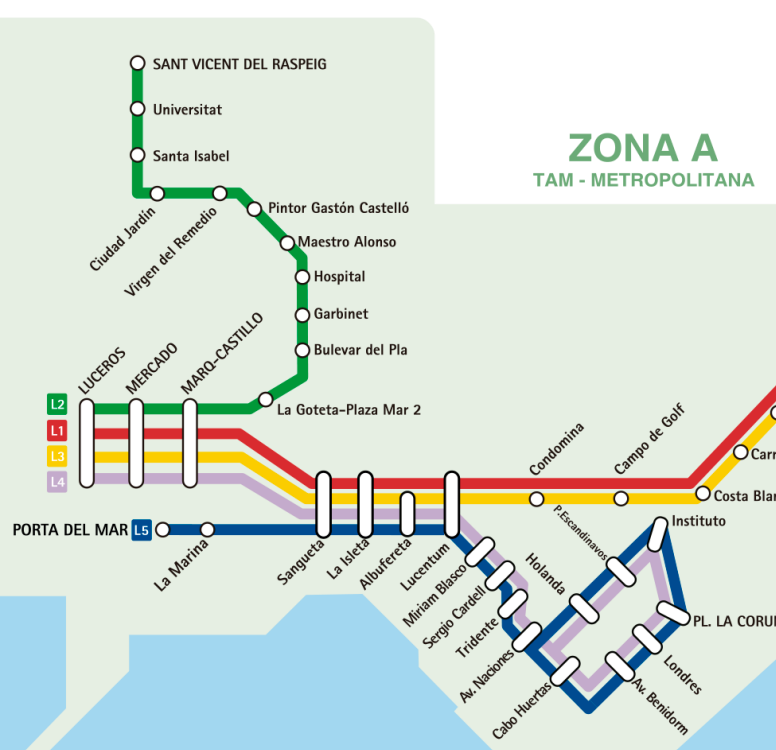 SANT VICENT DEL RASPEIG
Universitat
Santa Isabel
ZONA A
TAM - METROPOLITANA
Ciudad Jardín
Virgen del Remedio
Pintor Gastón Castelló
Maestro Alonso
Hospital
Garbinet
Bulevar del Pla
La Goteta-Plaza Mar 2
LUCEROS
MERCADO
MARQ-CASTILLO
L2
L1
L3
L4
PORTA DEL MAR L5
La Marina
Sangueta
La Isleta
Albufereta
Lucentum
Condomina
Campo de Golf
Carr
Costa Blan
Miriam Blasco
Sergio Cardell
Tridente
Av. Naciones
Holanda
P.Escandinavos
Instituto
PL. LA CORU
Londres
Av. Benidorm
Cabo Huertas